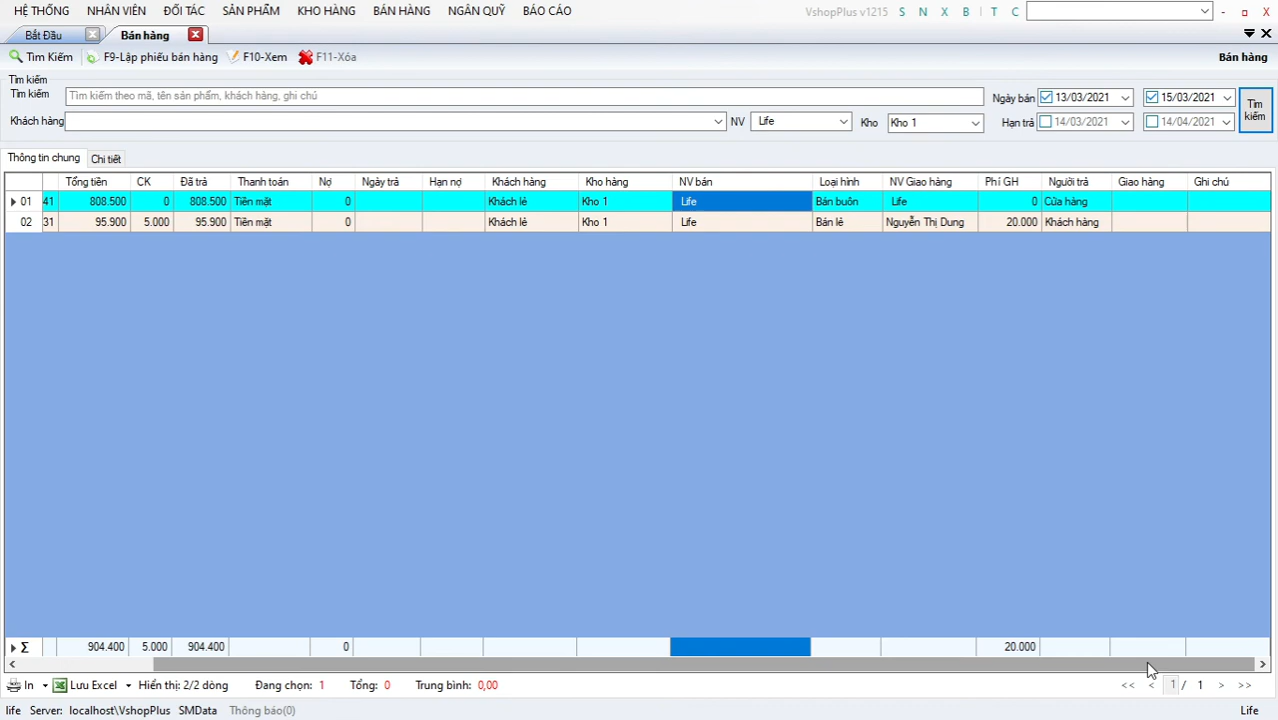 HỆ THỐNG NHÂN VIÊN ĐỐI TÁC SẢN PHẨM KHO HÀNG BÁN HÀNG NGÂN QUỸ BÁO CÁO VshopPlus v1215 S N X B T C
Bắt Đầu Bán hàng
Tìm Kiếm F9-Lập phiếu bán hàng F10-Xem F11-Xóa Bán hàng
Tìm kiếm
Tìm kiếm Tìm kiếm theo mã, tên sản phẩm, khách hàng, ghi chú Ngày bán 13/03/2021 15/03/2021 Tìm kiếm
Khách hàng NV Life Kho Kho 1 Hạn trả 14/03/2021 14/04/2021
Thông tin chung Chi tiết
Tổng tiền CK Đã trả Thanh toán Nợ Ngày trả Hạn nợ Khách hàng Kho hàng NV bán Loại hình NV Giao hàng Phí GH Người trả Giao hàng Ghi chú
01 41 808.500 0 808.500 Tiền mặt 0 Khách lẻ Kho 1 Life Bán buôn Life 0 Cửa hàng
02 31 95.900 5.000 95.900 Tiền mặt 0 Khách lẻ Kho 1 Life Bán lẻ Nguyễn Thị Dung 20.000 Khách hàng
Σ 904.400 5.000 904.400 0 20.000
In Lưu Excel Hiển thị: 2/2 dòng Đang chọn: 1 Tổng: 0 Trung bình: 0,00 << < 1 / 1 > >>
life Server: localhost\VshopPlus SMData Thông báo(0) Life